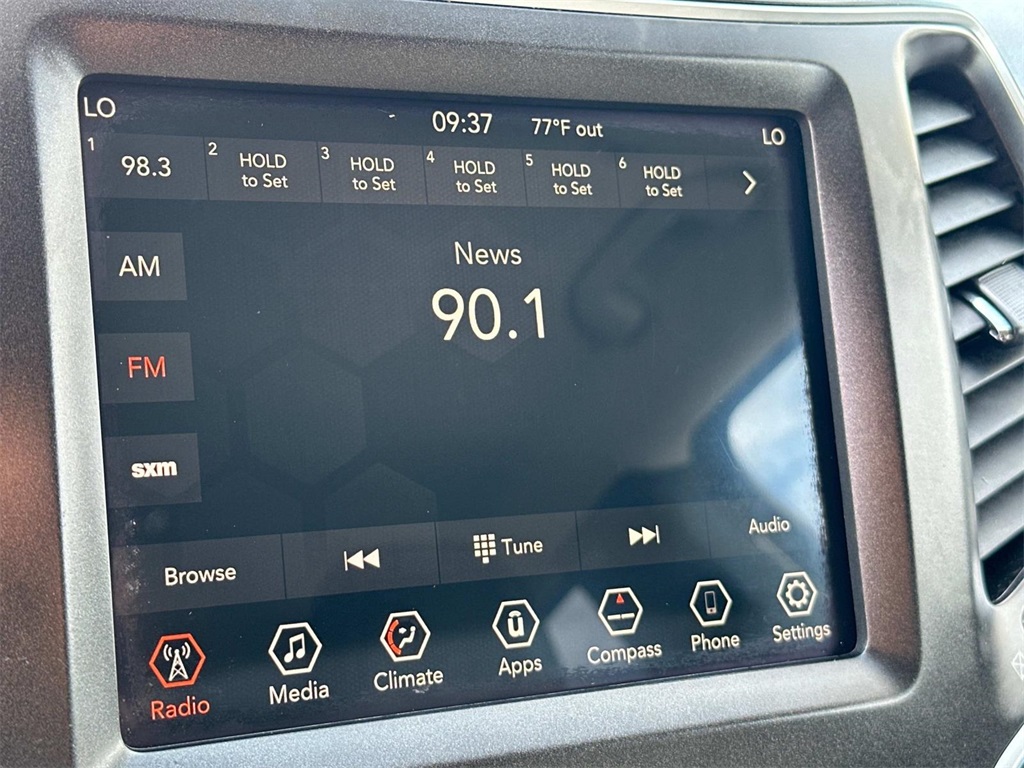 LO 09:37 77°F out LO
1 98.3 2 HOLD to Set 3 HOLD to Set 4 HOLD to Set 5 HOLD to Set 6 HOLD to Set
AM
News
90.1
FM
sxm
Browse Tune Audio
Radio Media Climate Apps Compass Phone Settings